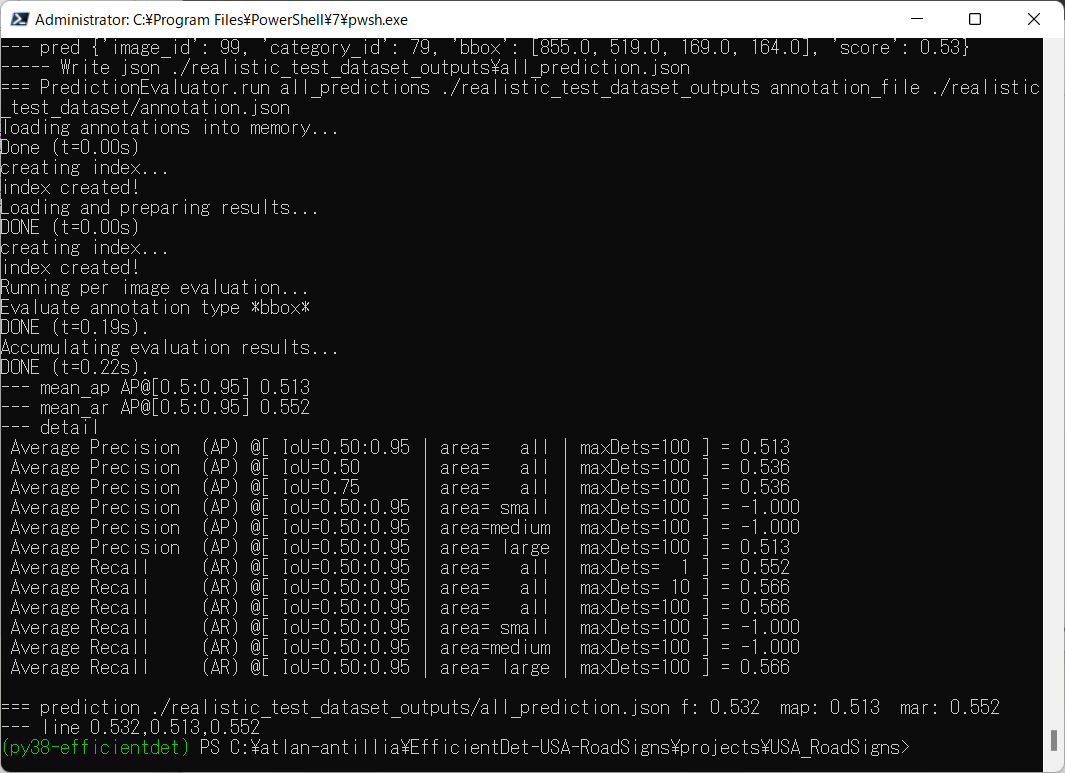 Administrator: C:¥Program Files¥PowerShell¥7¥pwsh.exe
--- pred {'image_id': 99, 'category_id': 79, 'bbox': [855.0, 519.0, 169.0, 164.0], 'score': 0.53}
----- Write json ./realistic_test_dataset_outputs¥all_prediction.json
=== PredictionEvaluator.run all_predictions ./realistic_test_dataset_outputs annotation_file ./realistic
_test_dataset/annotation.json
loading annotations into memory...
Done (t=0.00s)
creating index...
index created!
Loading and preparing results...
DONE (t=0.00s)
creating index...
index created!
Running per image evaluation...
Evaluate annotation type *bbox*
DONE (t=0.19s).
Accumulating evaluation results...
DONE (t=0.22s).
--- mean_ap AP@[0.5:0.95] 0.513
--- mean_ar AP@[0.5:0.95] 0.552
--- detail
Average Precision  (AP) @[ IoU=0.50:0.95 | area=   all | maxDets=100 ] = 0.513
Average Precision  (AP) @[ IoU=0.50      | area=   all | maxDets=100 ] = 0.536
Average Precision  (AP) @[ IoU=0.75      | area=   all | maxDets=100 ] = 0.536
Average Precision  (AP) @[ IoU=0.50:0.95 | area= small | maxDets=100 ] = -1.000
Average Precision  (AP) @[ IoU=0.50:0.95 | area=medium | maxDets=100 ] = -1.000
Average Precision  (AP) @[ IoU=0.50:0.95 | area= large | maxDets=100 ] = 0.513
Average Recall     (AR) @[ IoU=0.50:0.95 | area=   all | maxDets=  1 ] = 0.552
Average Recall     (AR) @[ IoU=0.50:0.95 | area=   all | maxDets= 10 ] = 0.566
Average Recall     (AR) @[ IoU=0.50:0.95 | area=   all | maxDets=100 ] = 0.566
Average Recall     (AR) @[ IoU=0.50:0.95 | area= small | maxDets=100 ] = -1.000
Average Recall     (AR) @[ IoU=0.50:0.95 | area=medium | maxDets=100 ] = -1.000
Average Recall     (AR) @[ IoU=0.50:0.95 | area= large | maxDets=100 ] = 0.566
=== prediction ./realistic_test_dataset_outputs/all_prediction.json f: 0.532  map: 0.513  mar: 0.552
--- line 0.532,0.513,0.552
(py38-efficientdet) PS C:¥atlan-antillia¥EfficientDet-USA-RoadSigns¥projects¥USA_RoadSigns>